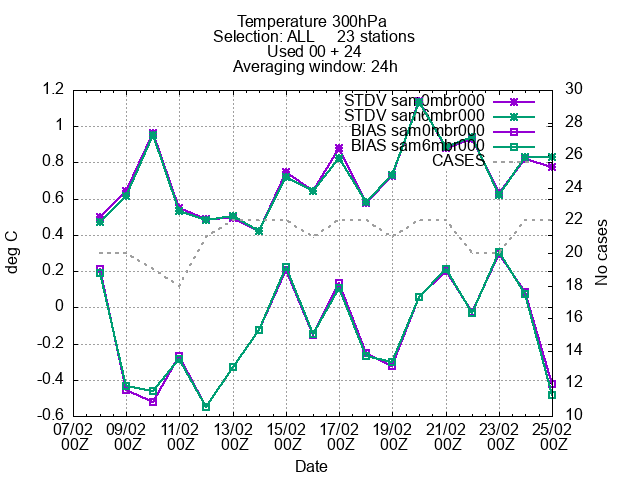 Temperature 300hPa
Selection: ALL 23 stations
Used 00 + 24
Averaging window: 24h
STDV sam0mbr000
STDV sam6mbr000
BIAS sam0mbr000
BIAS sam6mbr000
CASES
deg C
1.2
1
0.8
0.6
0.4
0.2
0
-0.2
-0.4
-0.6
No cases
30
28
26
24
22
20
18
16
14
12
10
07/02 09/02 11/02 13/02 15/02 17/02 19/02 21/02 23/02 25/02
00Z 00Z 00Z 00Z 00Z 00Z 00Z 00Z 00Z 00Z
Date